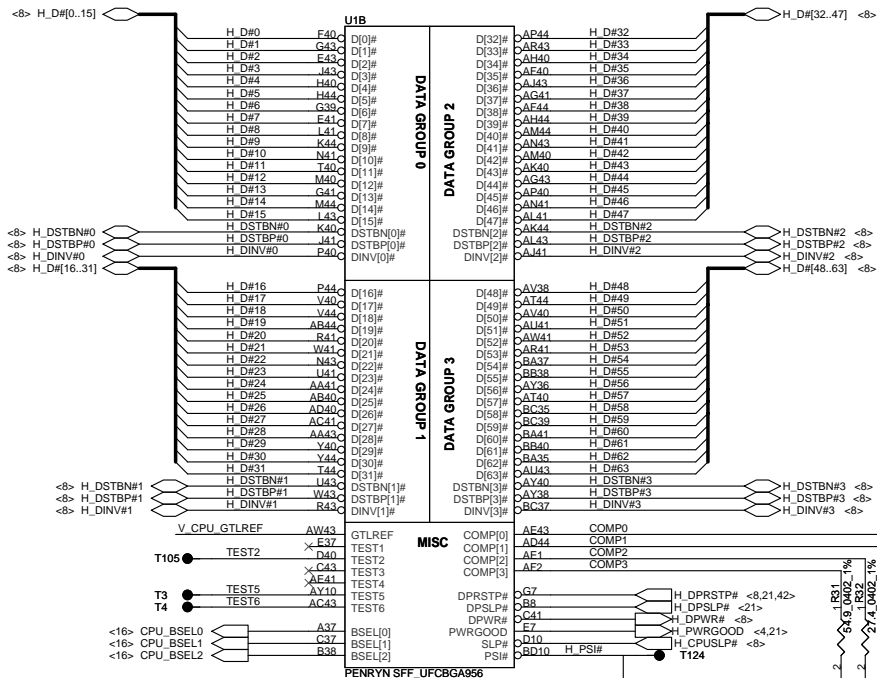 U1B
<8> H_D#[0..15] H_D#[32..47] <8>
H_D#0 F40 D[0]# D[32]# AP44 H_D#32
H_D#1 G43 D[1]# D[33]# AR43 H_D#33
H_D#2 E43 D[2]# D[34]# AH40 H_D#34
H_D#3 J43 D[3]# D[35]# AF40 H_D#35
H_D#4 H40 D[4]# D[36]# AJ43 H_D#36
H_D#5 H44 D[5]# D[37]# AG41 H_D#37
H_D#6 G39 D[6]# D[38]# AF44 H_D#38
H_D#7 E41 D[7]# D[39]# AH44 H_D#39
H_D#8 L41 D[8]# D[40]# AM44 H_D#40
H_D#9 K44 D[9]# D[41]# AN43 H_D#41
H_D#10 N41 D[10]# D[42]# AM40 H_D#42
H_D#11 T40 D[11]# D[43]# AK40 H_D#43
H_D#12 M40 D[12]# D[44]# AG43 H_D#44
H_D#13 G41 D[13]# D[45]# AP40 H_D#45
H_D#14 M44 D[14]# D[46]# AN41 H_D#46
H_D#15 L43 D[15]# D[47]# AL41 H_D#47
<8> H_DSTBN#0 H_DSTBN#0 K40 DSTBN[0]# DSTBN[2]# AK44 H_DSTBN#2 H_DSTBN#2 <8>
<8> H_DSTBP#0 H_DSTBP#0 J41 DSTBP[0]# DSTBP[2]# AL43 H_DSTBP#2 H_DSTBP#2 <8>
<8> H_DINV#0 H_DINV#0 P40 DINV[0]# DINV[2]# AJ41 H_DINV#2 H_DINV#2 <8>
DATA GROUP 0
DATA GROUP 2
<8> H_D#[16..31] H_D#[48..63] <8>
H_D#16 P44 D[16]# D[48]# AV38 H_D#48
H_D#17 V40 D[17]# D[49]# AT44 H_D#49
H_D#18 V44 D[18]# D[50]# AV40 H_D#50
H_D#19 AB44 D[19]# D[51]# AU41 H_D#51
H_D#20 R41 D[20]# D[52]# AW41 H_D#52
H_D#21 W41 D[21]# D[53]# AR41 H_D#53
H_D#22 N43 D[22]# D[54]# BA37 H_D#54
H_D#23 U41 D[23]# D[55]# BB38 H_D#55
H_D#24 AA41 D[24]# D[56]# AY36 H_D#56
H_D#25 AB40 D[25]# D[57]# AT40 H_D#57
H_D#26 AD40 D[26]# D[58]# BC35 H_D#58
H_D#27 AC41 D[27]# D[59]# BC39 H_D#59
H_D#28 AA43 D[28]# D[60]# BA41 H_D#60
H_D#29 Y40 D[29]# D[61]# BB40 H_D#61
H_D#30 Y44 D[30]# D[62]# BA35 H_D#62
H_D#31 T44 D[31]# D[63]# AU43 H_D#63
<8> H_DSTBN#1 H_DSTBN#1 U43 DSTBN[1]# DSTBN[3]# AY40 H_DSTBN#3 H_DSTBN#3 <8>
<8> H_DSTBP#1 H_DSTBP#1 W43 DSTBP[1]# DSTBP[3]# AY38 H_DSTBP#3 H_DSTBP#3 <8>
<8> H_DINV#1 H_DINV#1 R43 DINV[1]# DINV[3]# BC37 H_DINV#3 H_DINV#3 <8>
DATA GROUP 1
DATA GROUP 3
V_CPU_GTLREF AW43 GTLREF MISC COMP[0] AE43 COMP0
E37 TEST1 COMP[1] AD44 COMP1
T105 TEST2 D40 TEST2 COMP[2] AE1 COMP2
C43 TEST3 COMP[3] AF2 COMP3
AE41 TEST4
T3 TEST5 AY10 TEST5 DPRSTP# G7 H_DPRSTP# <8,21,42>
T4 TEST6 AC43 TEST6 DPSLP# B8 H_DPSLP# <21>
DPWR# C41 H_DPWR# <8>
<16> CPU_BSEL0 A37 BSEL[0] PWRGOOD E7 H_PWRGOOD <4,21>
<16> CPU_BSEL1 C37 BSEL[1] SLP# D10 H_CPUSLP# <8>
<16> CPU_BSEL2 B38 BSEL[2] PSI# BD10 H_PSI# T124
PENRYN SFF_UFCBGA956
1 R31 2
54.9_0402_1%
1 R32 2
27.4_0402_1%